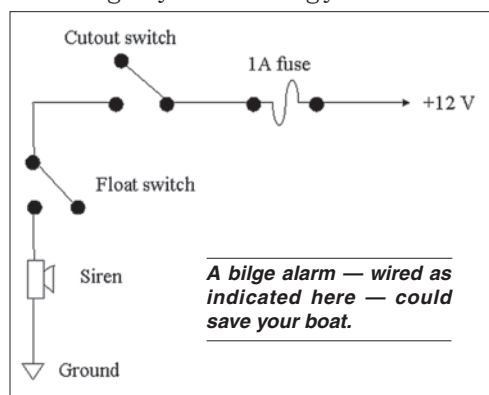 Cutout switch
1A fuse
+12 V
Float switch
Siren
A bilge alarm — wired as
indicated here — could
save your boat.
Ground